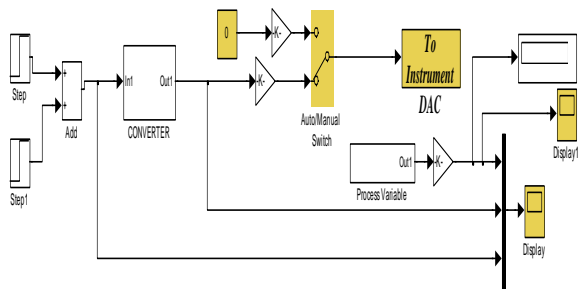 Step
Step1
+
+
Add
In1
Out1
CONVERTER
0
-K-
-K-
Auto/Manual
Switch
To
Instrument
DAC
Out1
Process Variable
-K-
Display1
Display